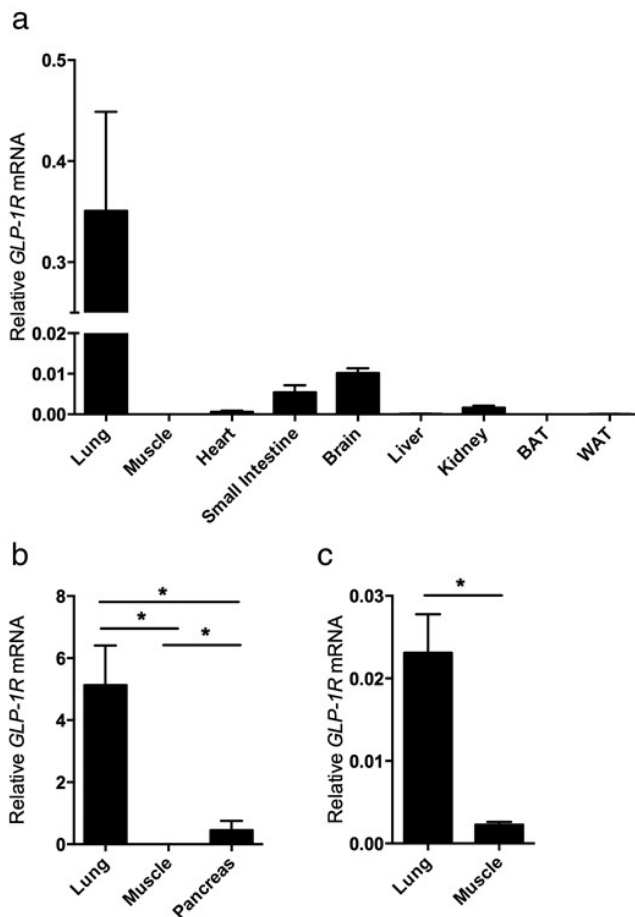 a
Relative GLP-1R mRNA
0.5
0.4
0.3
0.02
0.01
0.00
Lung
Muscle
Heart
Small Intestine
Brain
Liver
Kidney
BAT
WAT
b
Relative GLP-1R mRNA
8
6
4
2
0
*
*
*
Lung
Muscle
Pancreas
c
Relative GLP-1R mRNA
0.03
0.02
0.01
0.00
*
Lung
Muscle